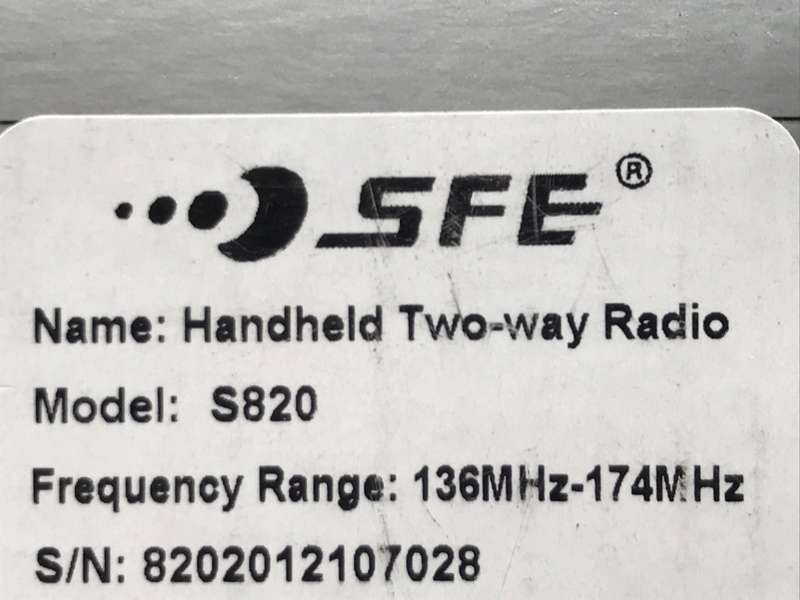 SFE®
Name: Handheld Two-way Radio
Model: S820
Frequency Range: 136MHz-174MHz
S/N: 8202012107028